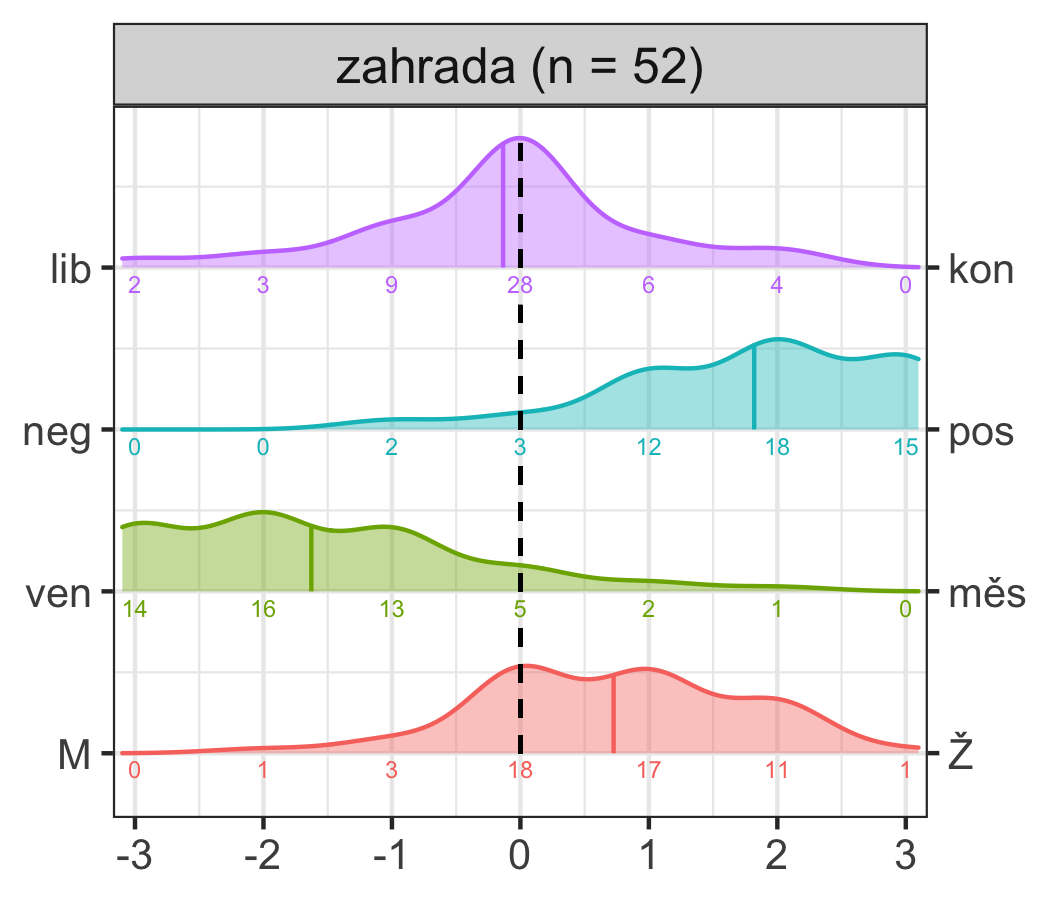 zahrada (n = 52)
lib kon
2 3 9 28 6 4 0
neg pos
0 0 2 3 12 18 15
ven měs
14 16 13 5 2 1 0
M Ž
0 1 3 18 17 11 1
-3 -2 -1 0 1 2 3